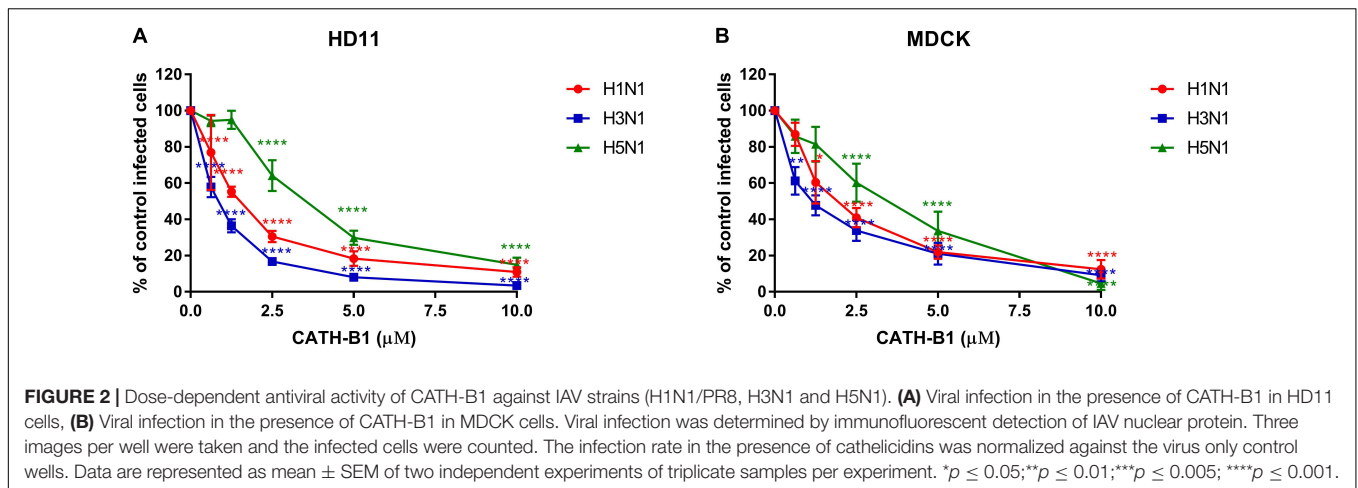 A
HD11
% of control infected cells
120
100
80
60
40
20
0
****
****
****
****
****
****
****
****
****
****
****
****
****
0.0 2.5 5.0 7.5 10.0
CATH-B1 (µM)
H1N1
H3N1
H5N1
B
MDCK
% of control infected cells
120
100
80
60
40
20
0
**
*
****
****
****
****
****
****
****
****
****
****
0.0 2.5 5.0 7.5 10.0
CATH-B1 (µM)
H1N1
H3N1
H5N1
FIGURE 2 | Dose-dependent antiviral activity of CATH-B1 against IAV strains (H1N1/PR8, H3N1 and H5N1). (A) Viral infection in the presence of CATH-B1 in HD11
cells, (B) Viral infection in the presence of CATH-B1 in MDCK cells. Viral infection was determined by immunofluorescent detection of IAV nuclear protein. Three
images per well were taken and the infected cells were counted. The infection rate in the presence of cathelicidins was normalized against the virus only control
wells. Data are represented as mean ± SEM of two independent experiments of triplicate samples per experiment. *p ≤ 0.05;**p ≤ 0.01;***p ≤ 0.005; ****p ≤ 0.001.